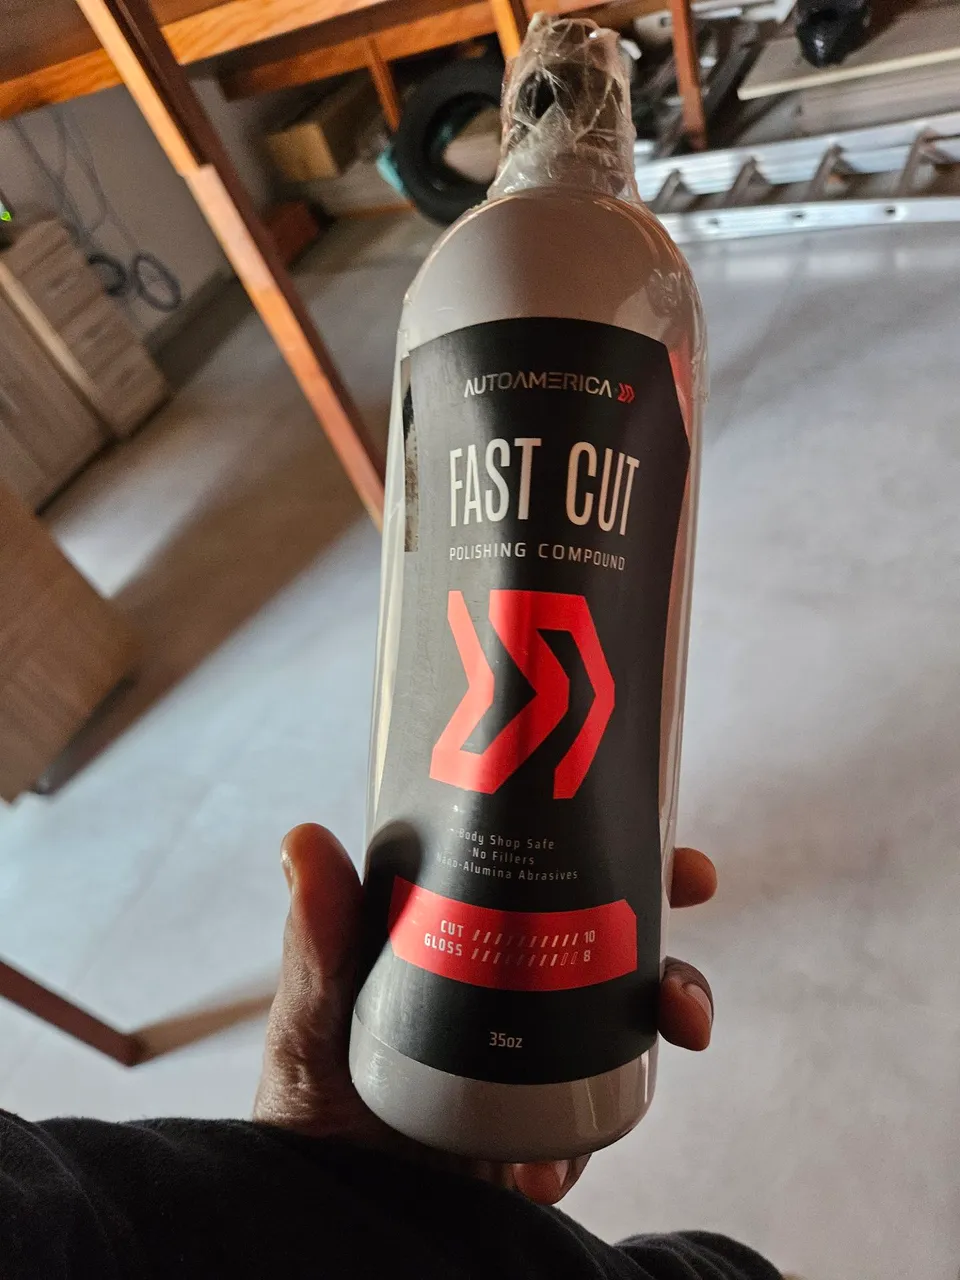 AUTOAMERICA
FAST CUT
POLISHING COMPOUND
Body Shop Safe
-No Fillers
Nano-Alumina Abrasives
CUT 10
GLOSS 8
35oz